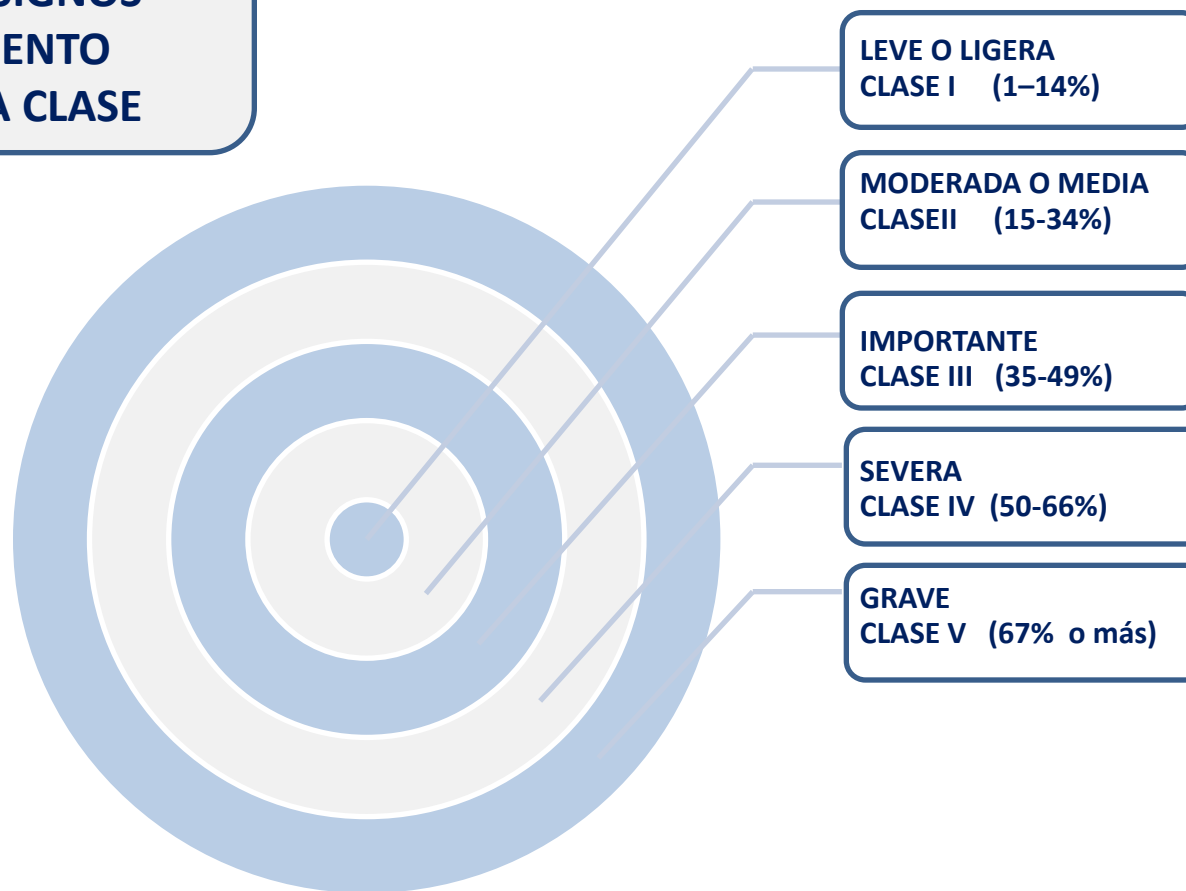 ENTO
A CLASE
LEVE O LIGERA
CLASE I (1–14%)
MODERADA O MEDIA
CLASEII (15-34%)
IMPORTANTE
CLASE III (35-49%)
SEVERA
CLASE IV (50-66%)
GRAVE
CLASE V (67% o más)